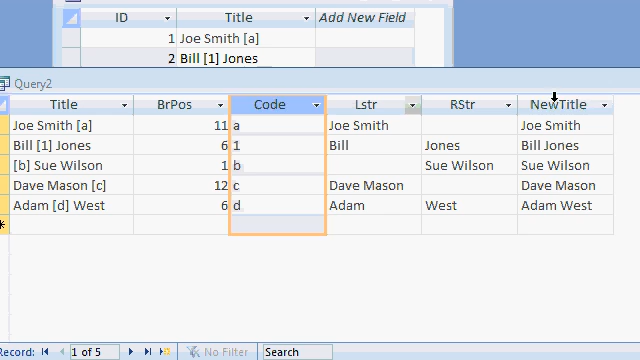 ID Title Add New Field
1 Joe Smith [a]
2 Bill [1] Jones
Query2
Title BrPos Code Lstr RStr NewTitle
Joe Smith [a] 11 a Joe Smith Joe Smith
Bill [1] Jones 6 1 Bill Jones Bill Jones
[b] Sue Wilson 1 b Sue Wilson Sue Wilson
Dave Mason [c] 12 c Dave Mason Dave Mason
Adam [d] West 6 d Adam West Adam West
Record: 1 of 5 No Filter Search